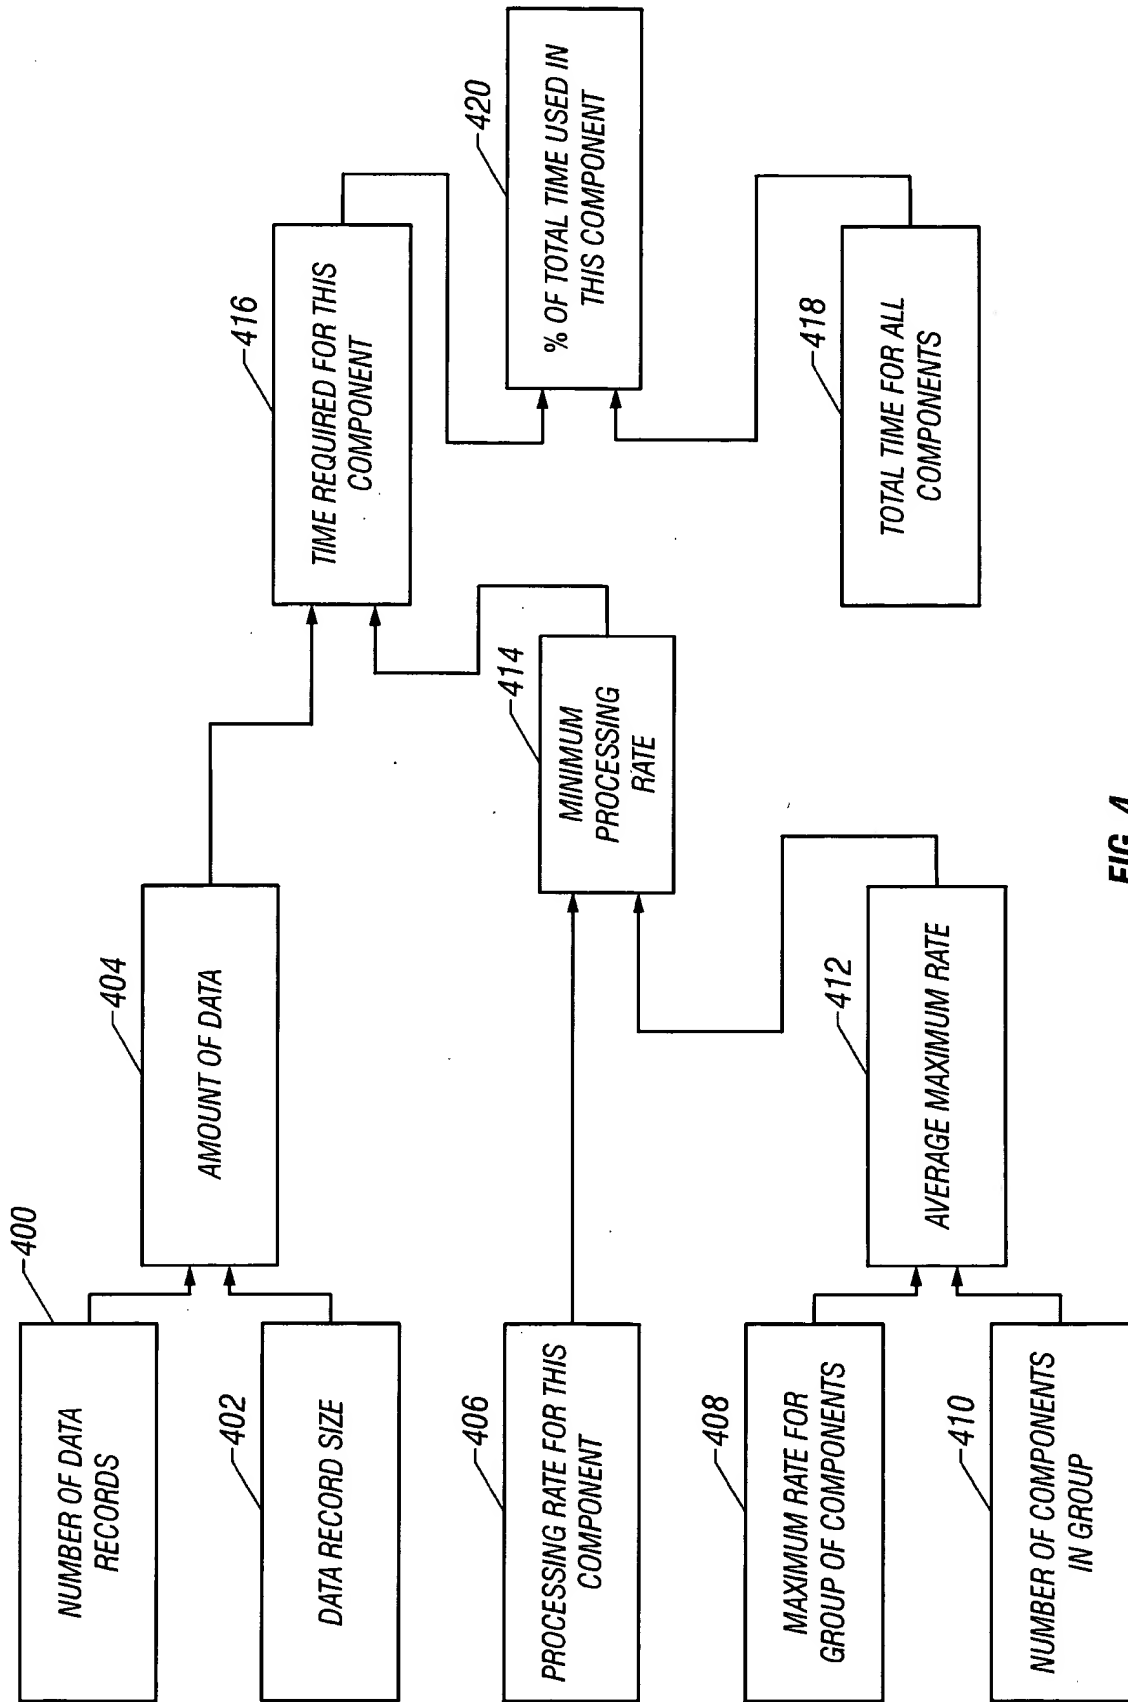 400
NUMBER OF DATA
RECORDS
402
DATA RECORD SIZE
404
AMOUNT OF DATA
406
PROCESSING RATE FOR THIS
COMPONENT
408
MAXIMUM RATE FOR
GROUP OF COMPONENTS
410
NUMBER OF COMPONENTS
IN GROUP
412
AVERAGE MAXIMUM RATE
414
MINIMUM
PROCESSING
RATE
416
TIME REQUIRED FOR THIS
COMPONENT
418
TOTAL TIME FOR ALL
COMPONENTS
420
% OF TOTAL TIME USED IN
THIS COMPONENT
FIG. 4